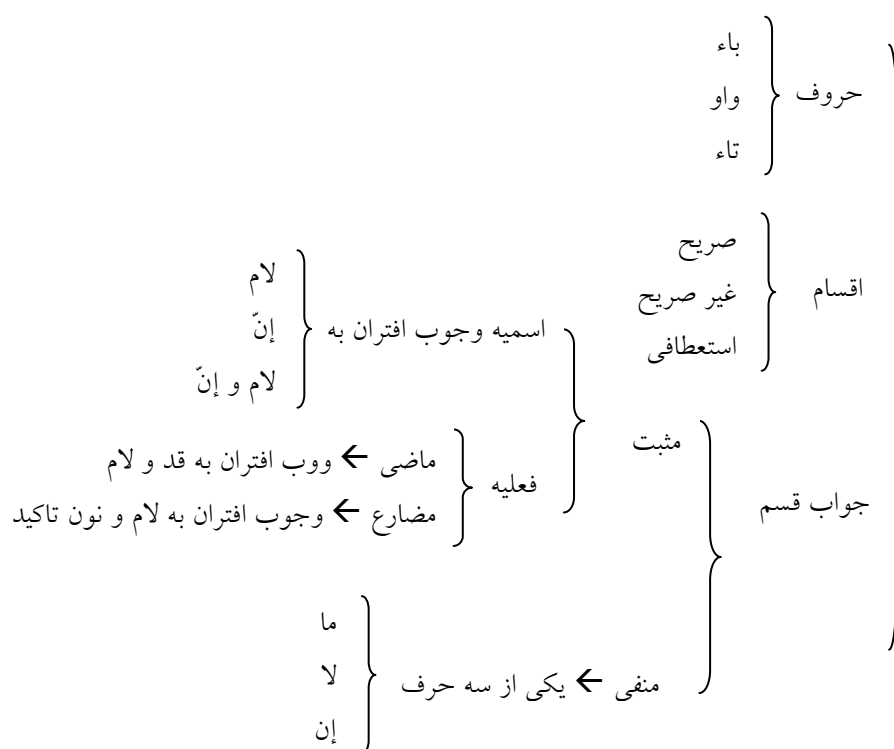 حروف
باء
واو
تاء
اقسام
صریح
غیر صریح
استعطافی
جواب قسم
مثبت
اسمیه وجوب افتران به
لام
إنّ
لام و إنّ
فعلیه
ماضی ← ووب افتران به قد و لام
مضارع ← وجوب افتران به لام و نون تاکید
منفی ← یکی از سه حرف
ما
لا
إن